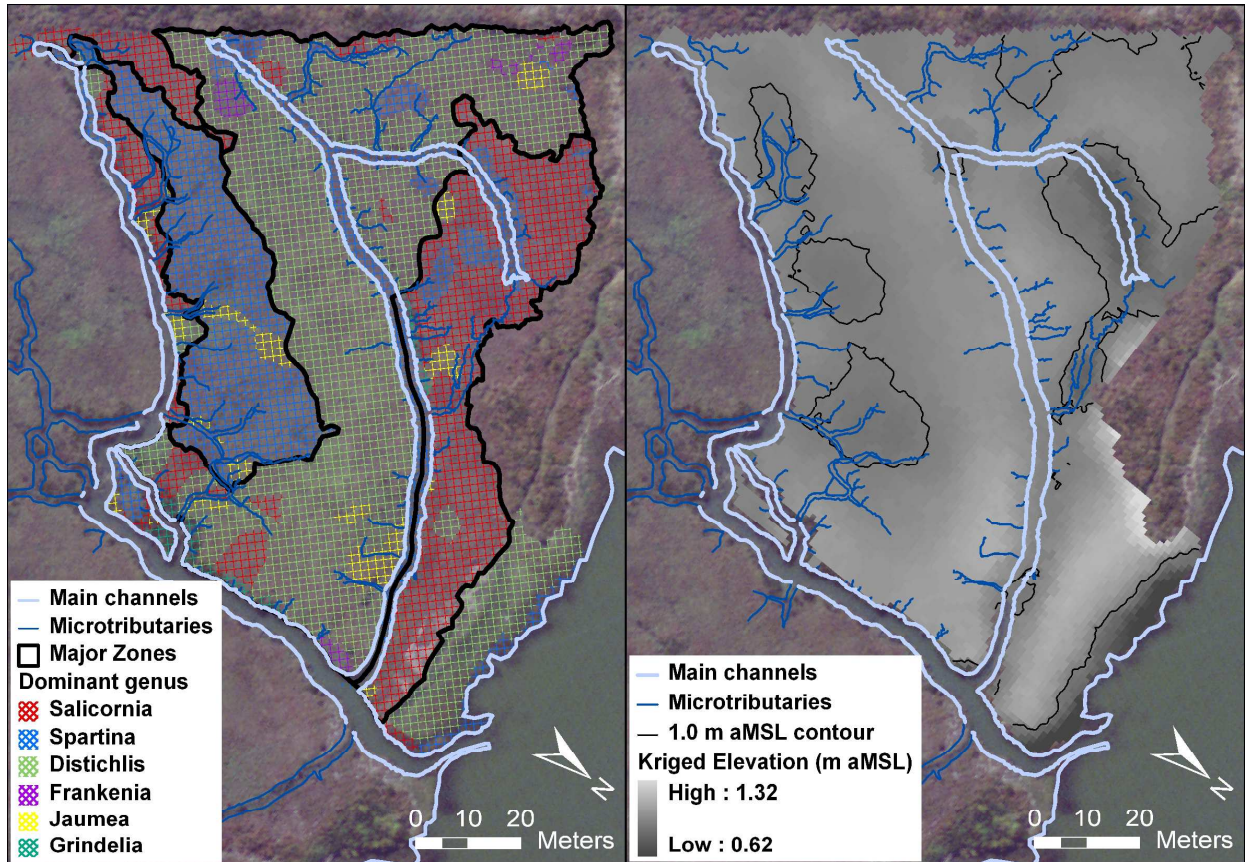 Main channels
Microtributaries
Major Zones
Dominant genus
Salicornia
Spartina
Distichlis
Frankenia
Jaumea
Grindelia
N
0 10 20
Meters
Main channels
Microtributaries
1.0 m aMSL contour
Kriged Elevation (m aMSL)
High : 1.32
Low : 0.62
N
0 10 20
Meters